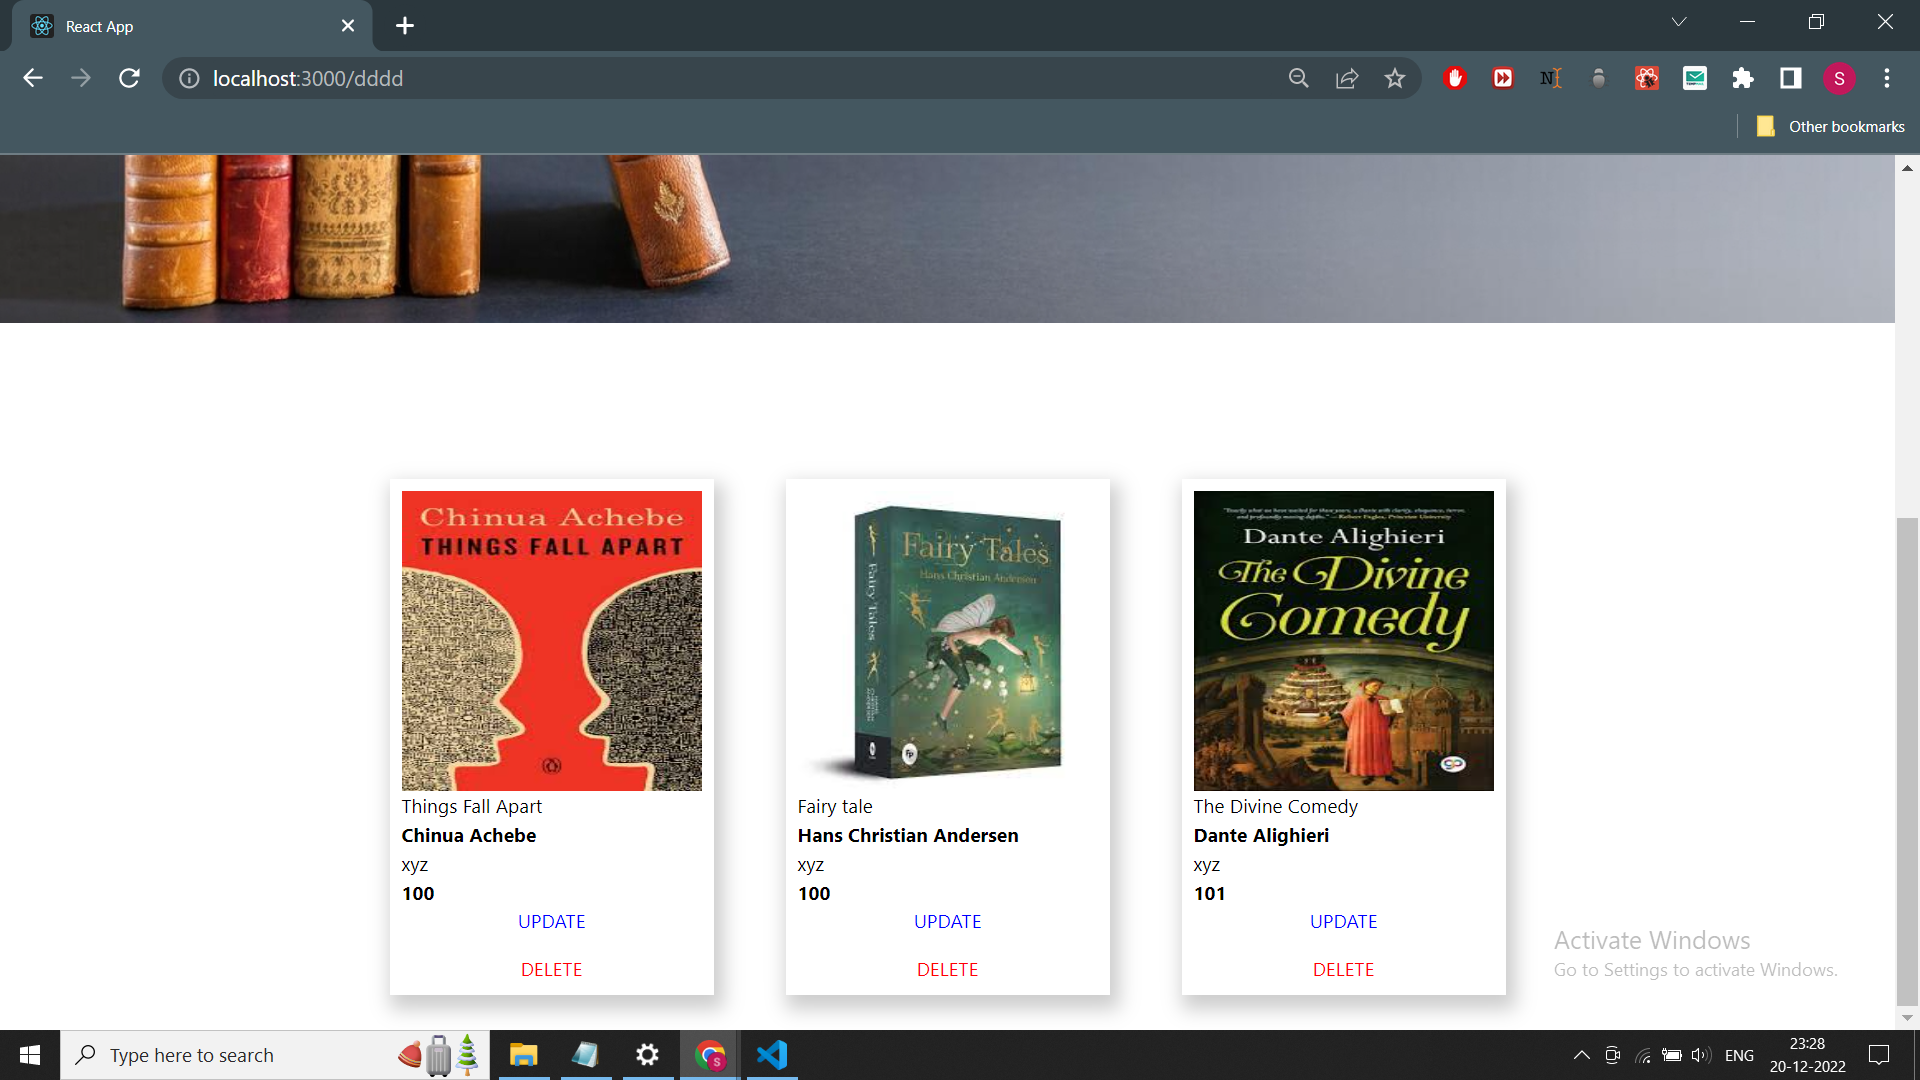 React App
localhost:3000/dddd
S
Other bookmarks
Chinua Achebe
THINGS FALL APART
Fairy Tales
Hans Christian Andersen
Fairy Tales
Dante Alighieri
The Divine
Comedy
Things Fall Apart
Chinua Achebe
xyz
100
UPDATE
DELETE
Fairy tale
Hans Christian Andersen
xyz
100
UPDATE
DELETE
The Divine Comedy
Dante Alighieri
xyz
101
UPDATE
DELETE
Activate Windows
Go to Settings to activate Windows.
Type here to search
ENG
23:28
20-12-2022